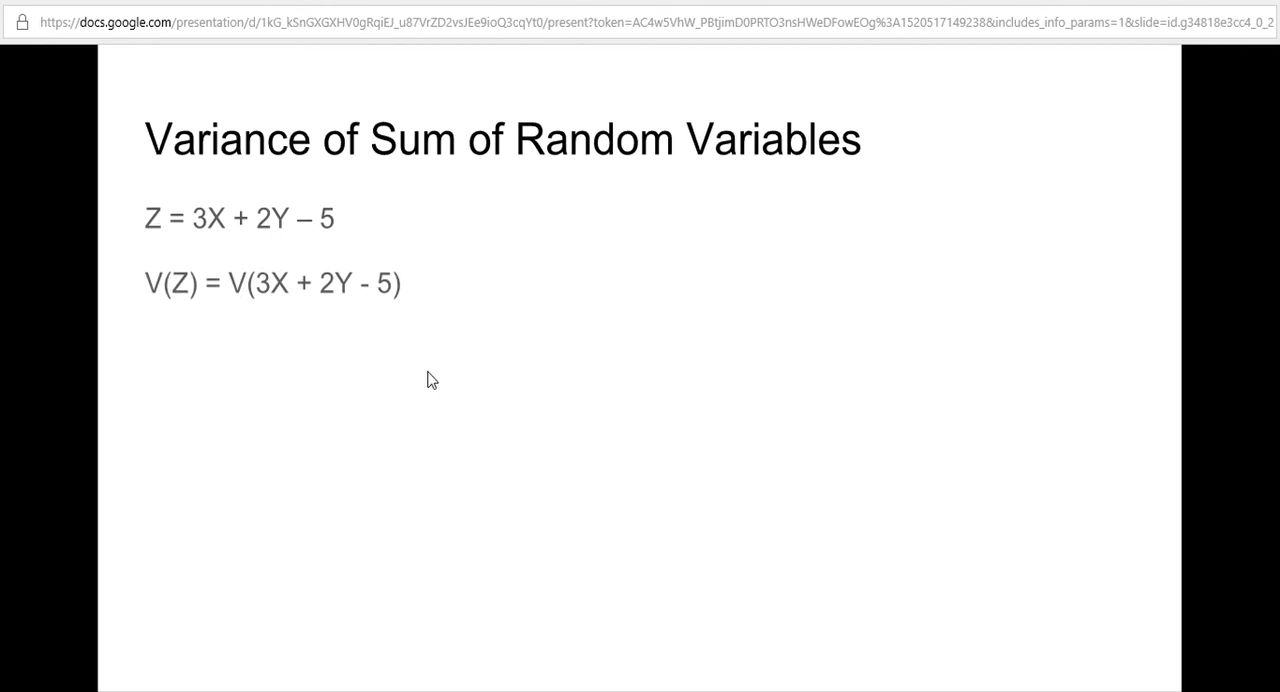 https://docs.google.com/presentation/d/1kG_kSnGXGXHV0gRqiEJ_u87VrZD2vsJEe9ioQ3cqYt0/present?token=AC4w5VhW_PBtjimD0PRTO3nsHWeDFowEOg%3A1520517149238&includes_info_params=1&slide=id.g34818e3cc4_0_2
Variance of Sum of Random Variables
Z = 3X + 2Y – 5
V(Z) = V(3X + 2Y - 5)